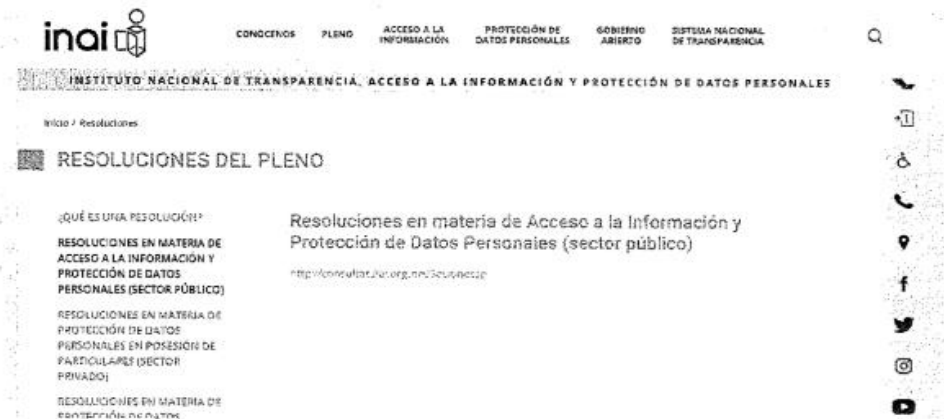 inai
CONÓCENOS
PLENO
ACCESO A LA
INFORMACIÓN
PROTECCIÓN DE
DATOS PERSONALES
GOBIERNO
ABIERTO
SISTEMA NACIONAL
DE TRANSPARENCIA
INSTITUTO NACIONAL DE TRANSPARENCIA, ACCESO A LA INFORMACIÓN Y PROTECCIÓN DE DATOS PERSONALES
Inicio / Resoluciones
RESOLUCIONES DEL PLENO
¿QUÉ ES UNA RESOLUCIÓN?
RESOLUCIONES EN MATERIA DE
ACCESO A LA INFORMACIÓN Y
PROTECCIÓN DE DATOS
PERSONALES (SECTOR PÚBLICO)
RESOLUCIONES EN MATERIA DE
PROTECCIÓN DE DATOS
PERSONALES EN POSESIÓN DE
PARTICULARES (SECTOR
PRIVADO)
RESOLUCIONES EN MATERIA DE
PROTECCIÓN DE DATOS
Resoluciones en materia de Acceso a la Información y
Protección de Datos Personales (sector público)